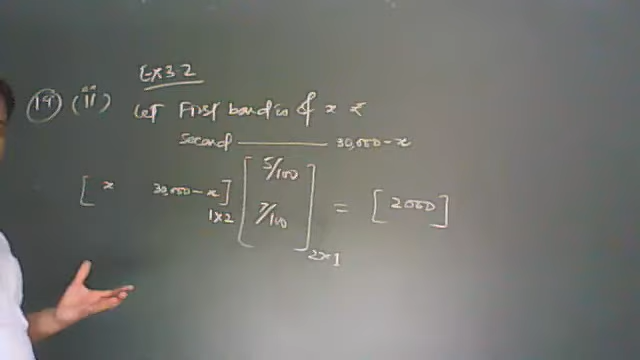 Ex 3.2
19 (ii) Let First bond is of x ₹
Second ——— 30,000 - x
[ x 30,000 - x ] 1×2 [ 5/100 7/100 ] 2×1 = [ 2000 ]